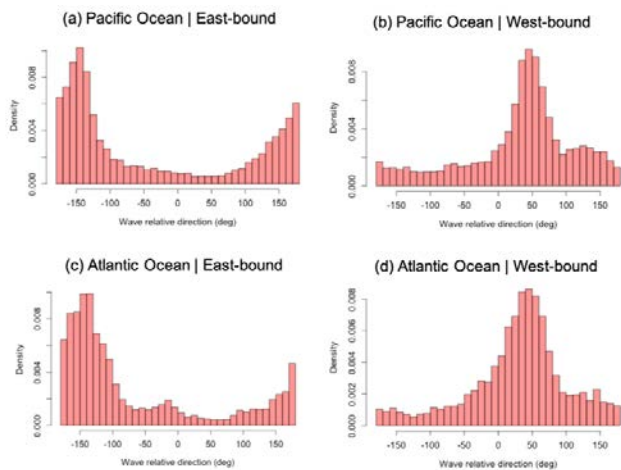 (a) Pacific Ocean | East-bound
(b) Pacific Ocean | West-bound
Density
0.000 0.004 0.008
-150 -100 -50 0 50 100 150
Wave relative direction (deg)
Density
0.000 0.004 0.008
-150 -100 -50 0 50 100 150
Wave relative direction (deg)
(c) Atlantic Ocean | East-bound
(d) Atlantic Ocean | West-bound
Density
0.000 0.004 0.008
-150 -100 -50 0 50 100 150
Wave relative direction (deg)
Density
0.000 0.002 0.004 0.006 0.008
-150 -100 -50 0 50 100 150
Wave relative direction (deg)